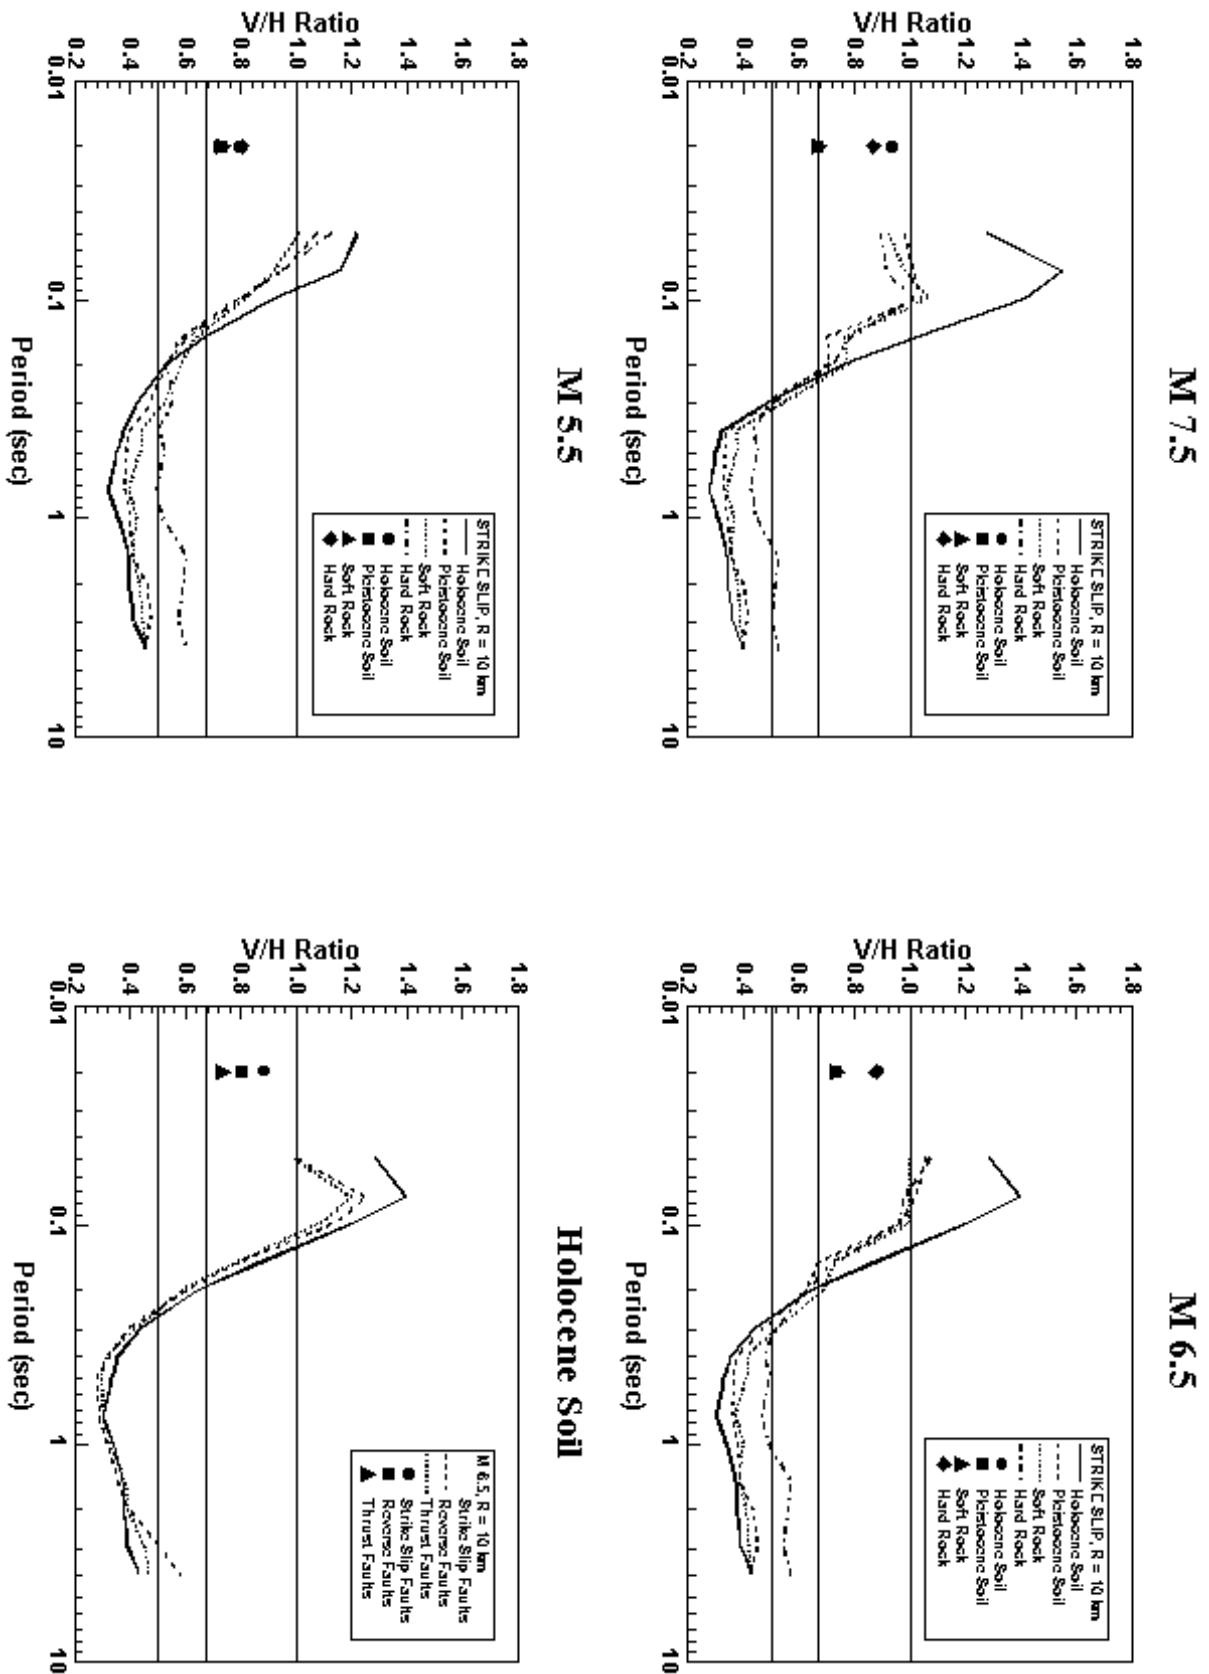 M 7.5
STRIKE SLIP, R = 10 km
Holocene Soil
Pleistocene Soil
Soft Rock
Hard Rock
Holocene Soil
Pleistocene Soil
Soft Rock
Hard Rock
1.8
1.6
1.4
1.2
1.0
0.8
0.6
0.4
0.2
V/H Ratio
0.01
0.1
1
10
Period (sec)
M 6.5
STRIKE SLIP, R = 10 km
Holocene Soil
Pleistocene Soil
Soft Rock
Hard Rock
Holocene Soil
Pleistocene Soil
Soft Rock
Hard Rock
1.8
1.6
1.4
1.2
1.0
0.8
0.6
0.4
0.2
V/H Ratio
0.01
0.1
1
10
Period (sec)
M 5.5
STRIKE SLIP, R = 10 km
Holocene Soil
Pleistocene Soil
Soft Rock
Hard Rock
Holocene Soil
Pleistocene Soil
Soft Rock
Hard Rock
1.8
1.6
1.4
1.2
1.0
0.8
0.6
0.4
0.2
V/H Ratio
0.01
0.1
1
10
Period (sec)
Holocene Soil
M 6.5, R = 10 km
Strike Slip Faults
Reverse Faults
Thrust Faults
Strike Slip Faults
Reverse Faults
Thrust Faults
1.8
1.6
1.4
1.2
1.0
0.8
0.6
0.4
0.2
V/H Ratio
0.01
0.1
1
10
Period (sec)